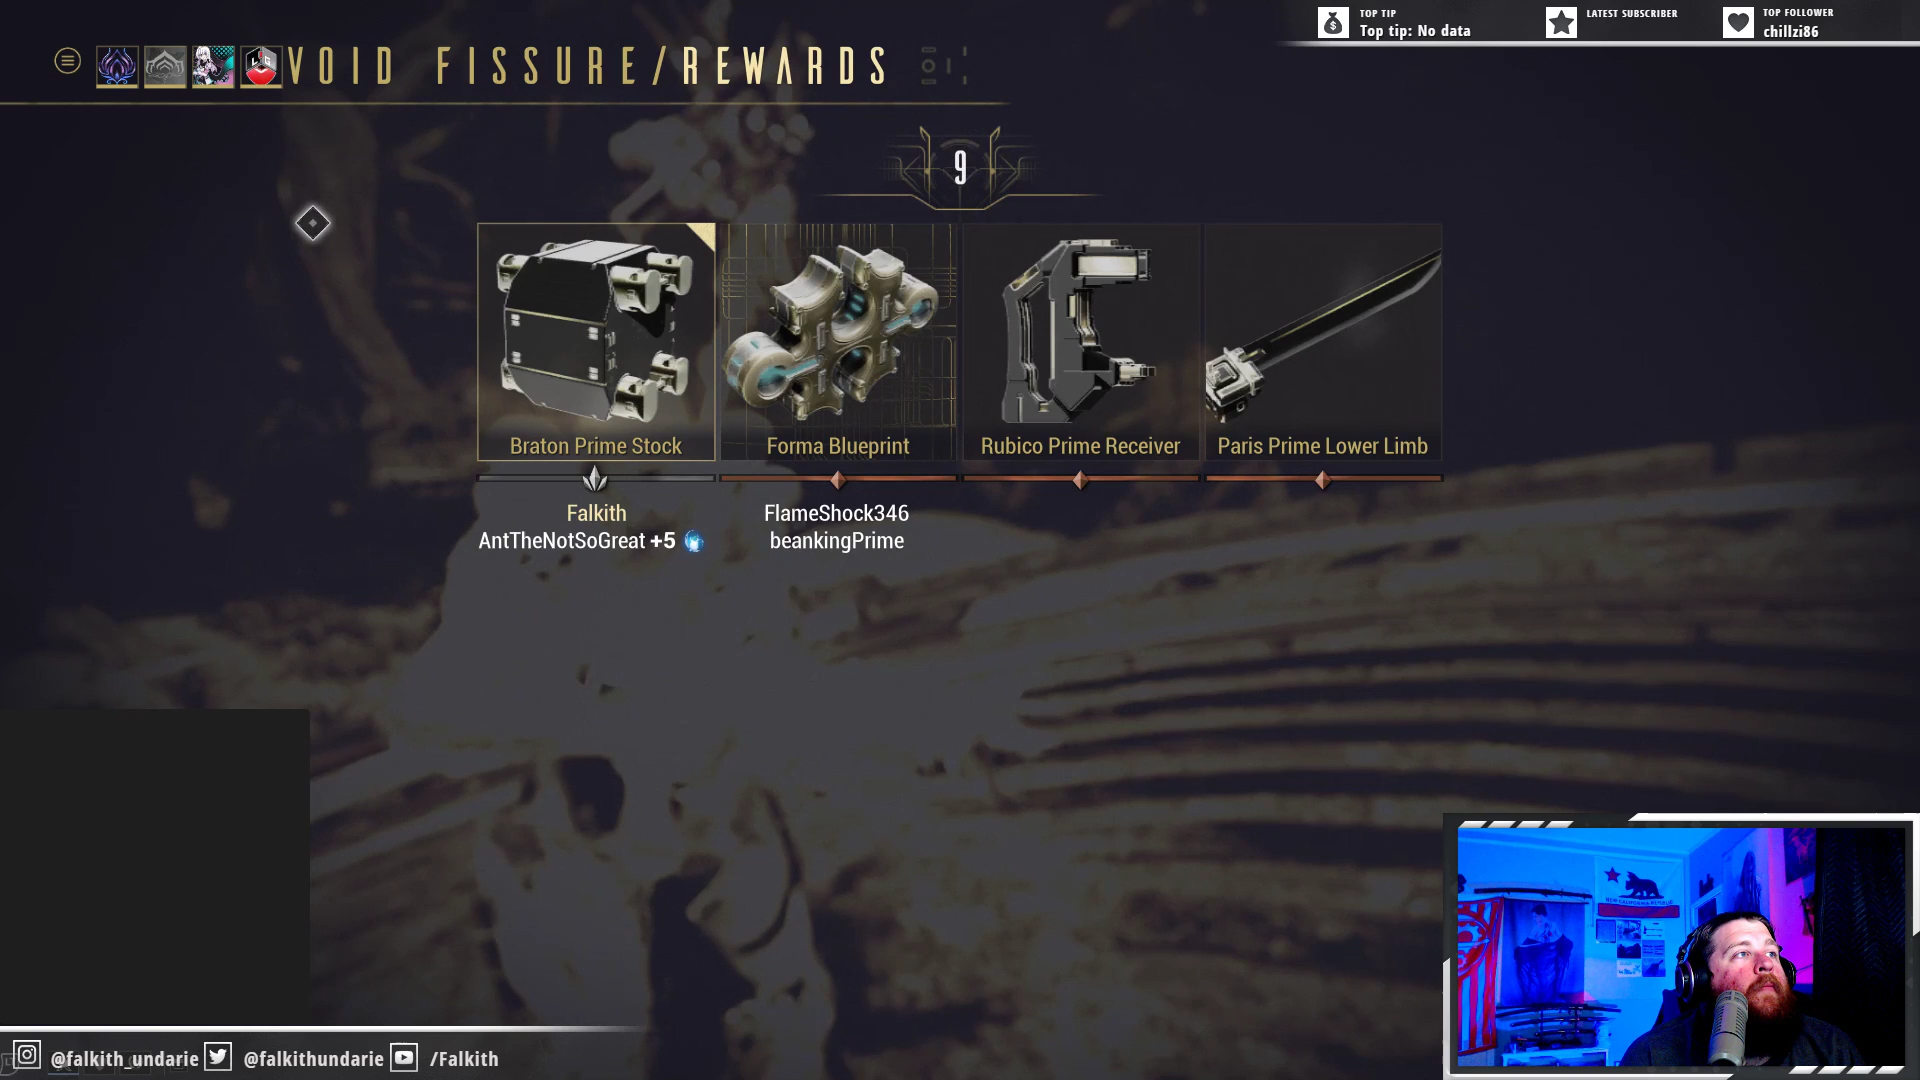 TOP TIP
Top tip: No data
LATEST SUBSCRIBER
TOP FOLLOWER
chillzi86
VOID FISSURE/REWARDS
9
Braton Prime Stock
Forma Blueprint
Rubico Prime Receiver
Paris Prime Lower Limb
Falkith
AntTheNotSoGreat +5
FlameShock346
beankingPrime
@falkith_undarie
@falkithundarie
/Falkith